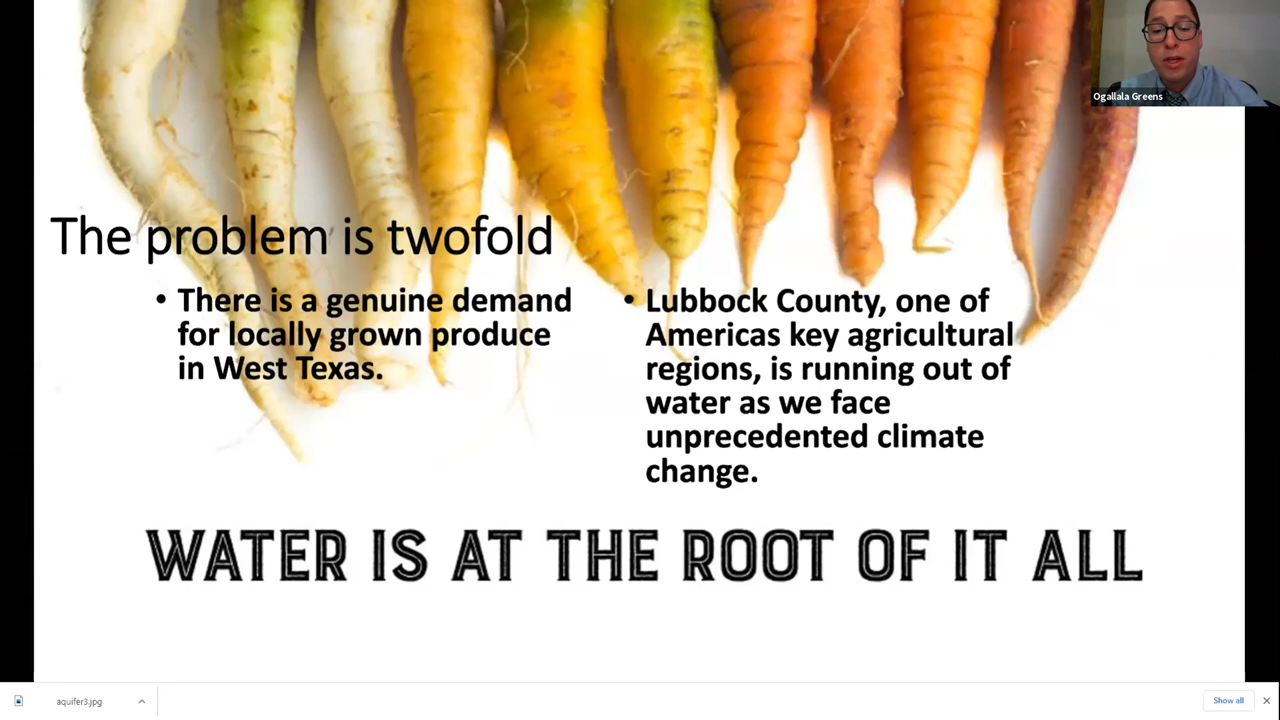 Ogallala Greens
The problem is twofold
• There is a genuine demand
for locally grown produce
in West Texas.
• Lubbock County, one of
Americas key agricultural
regions, is running out of
water as we face
unprecedented climate
change.
WATER IS AT THE ROOT OF IT ALL
aquifer3.jpg
Show all